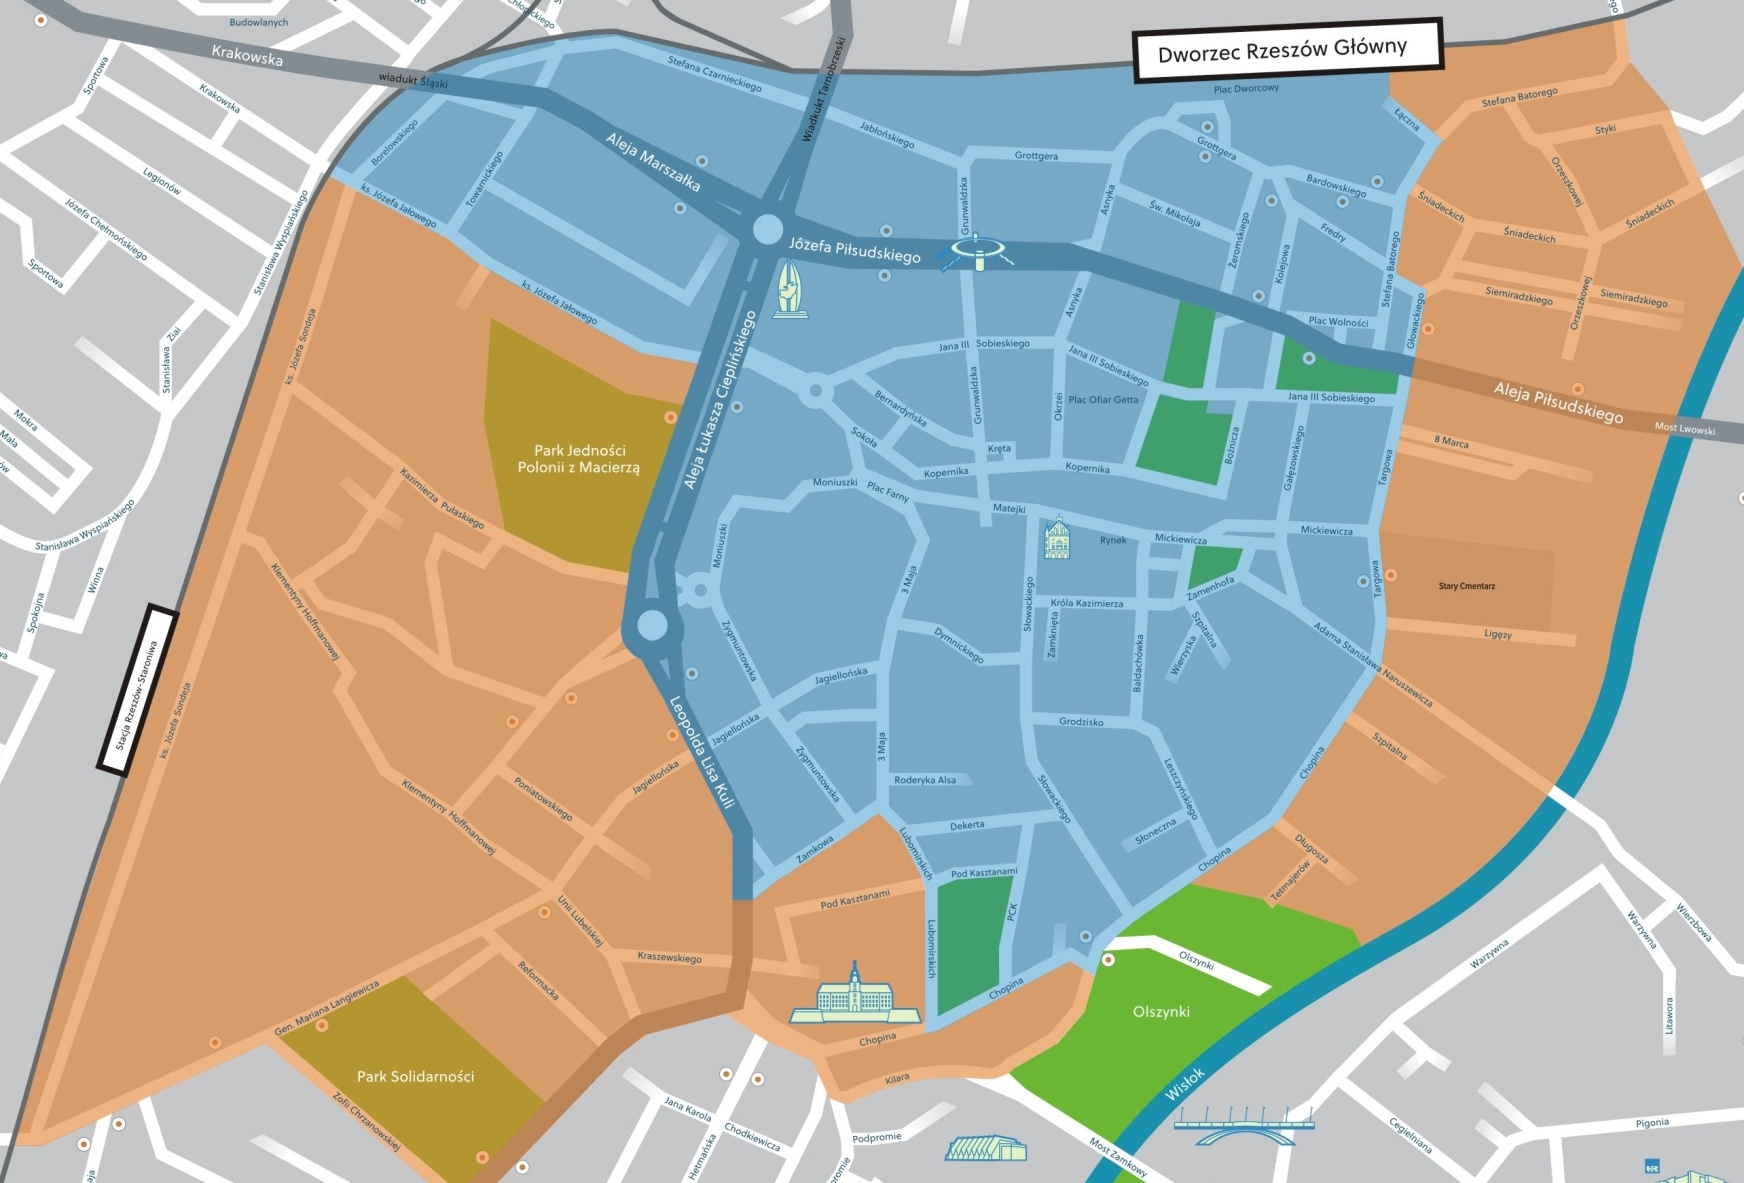 Budowlanych
Krakowska
wiadukt Śląski
Sportowa
Krakowska
Legionów
Józefa Chełmońskiego
Sportowa
Stanisława Wyspiańskiego
Ziai
Stanisława
Mokra
Mała
Stanisława Wyspiańskiego
Winna
Spokojna
Stacja Rzeszów-Staroniwa
ks. Józefa Sondeja
ks. Józefa Sondeja
Borelowskiego
ks. Józefa Jałowego
Towarnickiego
ks. Józefa Jałowego
Aleja Marszałka
Stefana Czarnieckiego
Wiadkukt Tarnobrzeski
Jabłońskiego
Józefa Piłsudskiego
Dworzec Rzeszów Główny
Plac Dworcowy
Grottgera
Grottgera
Grunwaldzka
Asnyka
Św. Mikołaja
Żeromskiego
Kolejowa
Bardowskiego
Fredry
Stefana Batorego
Łączna
Stefana Batorego
Styki
Orzeszkowej
Śniadeckich
Śniadeckich
Śniadeckich
Siemiradzkiego
Siemiradzkiego
Orzeszkowej
Głowackiego
Plac Wolności
Asnyka
Jana III Sobieskiego
Jana III Sobieskiego
Jana III Sobieskiego
Aleja Piłsudskiego
Most Lwowski
8 Marca
Plac Ofiar Getta
Okrzei
Grunwaldzka
Bernardyńska
Sokoła
Kręta
Kopernika
Kopernika
Bożnicza
Gałęzowskiego
Targowa
Aleja Łukasza Cieplińskiego
Park Jedności
Polonii z Macierzą
Kazimierza Pułaskiego
Klementyny Hoffmanowej
Klementyny Hoffmanowej
Moniuszki
Moniuszki
Plac Farny
Matejki
Rynek
Mickiewicza
Mickiewicza
Zamenhofa
Targowa
Stary Cmentarz
Ligęzy
3 Maja
Słowackiego
Króla Kazimierza
Zamknięta
Baldachówka
Wierzyska
Szpitalna
Adama Stanisława Naruszewicza
Dymnickiego
Zygmuntowska
Jagiellońska
Jagiellońska
Jagiellońska
Leopolda Lisa Kuli
Zygmuntowska
3 Maja
Roderyka Alsa
Grodzisko
Leszczyńskiego
Słowackiego
Słoneczna
Chopina
Szpitalna
Chopina
Długosza
Tetmajerów
Poniatowskiego
Zamkowa
Lubomirskich
Dekerta
Pod Kasztanami
Pod Kasztanami
PCK
Lubomirskich
Chopina
Chopina
Kilara
Unii Lubelskiej
Kraszewskiego
Reformacka
Gen. Mariana Langiewicza
Park Solidarności
Zofii Chrzanowskiej
Olszynki
Olszynki
Wisłok
Most Zamkowy
Jana Karola
Chodkiewicza
Hetmańska
Podpromie
Warzywna
Warzywna
Wierzbowa
Litawora
Cegielniana
Pigonia